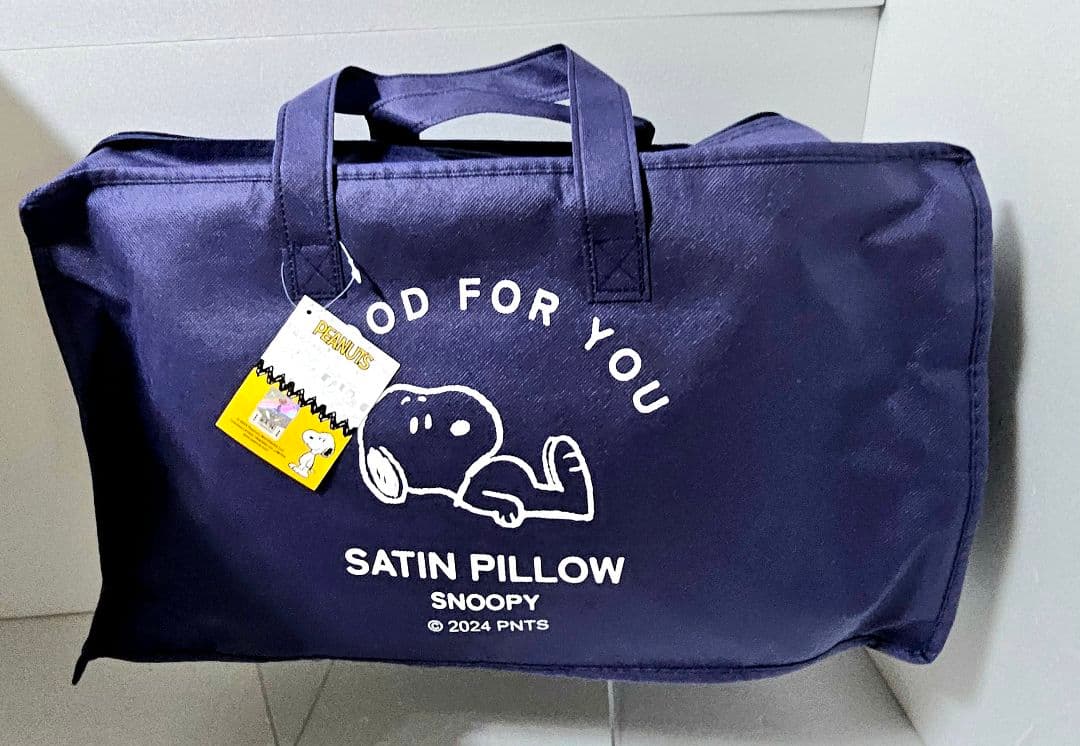 OD FOR YOU
PEANUTS
SATIN PILLOW
SNOOPY
© 2024 PNTS